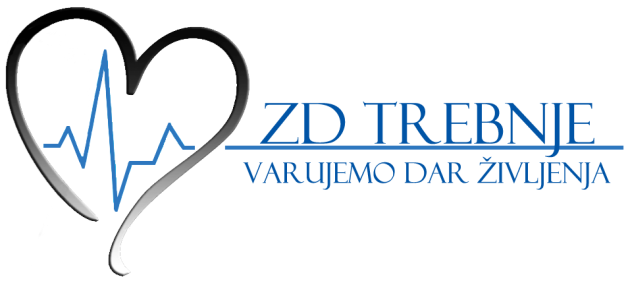 ZD TREBNJE
VARUJEMO DAR ŽIVLJENJA